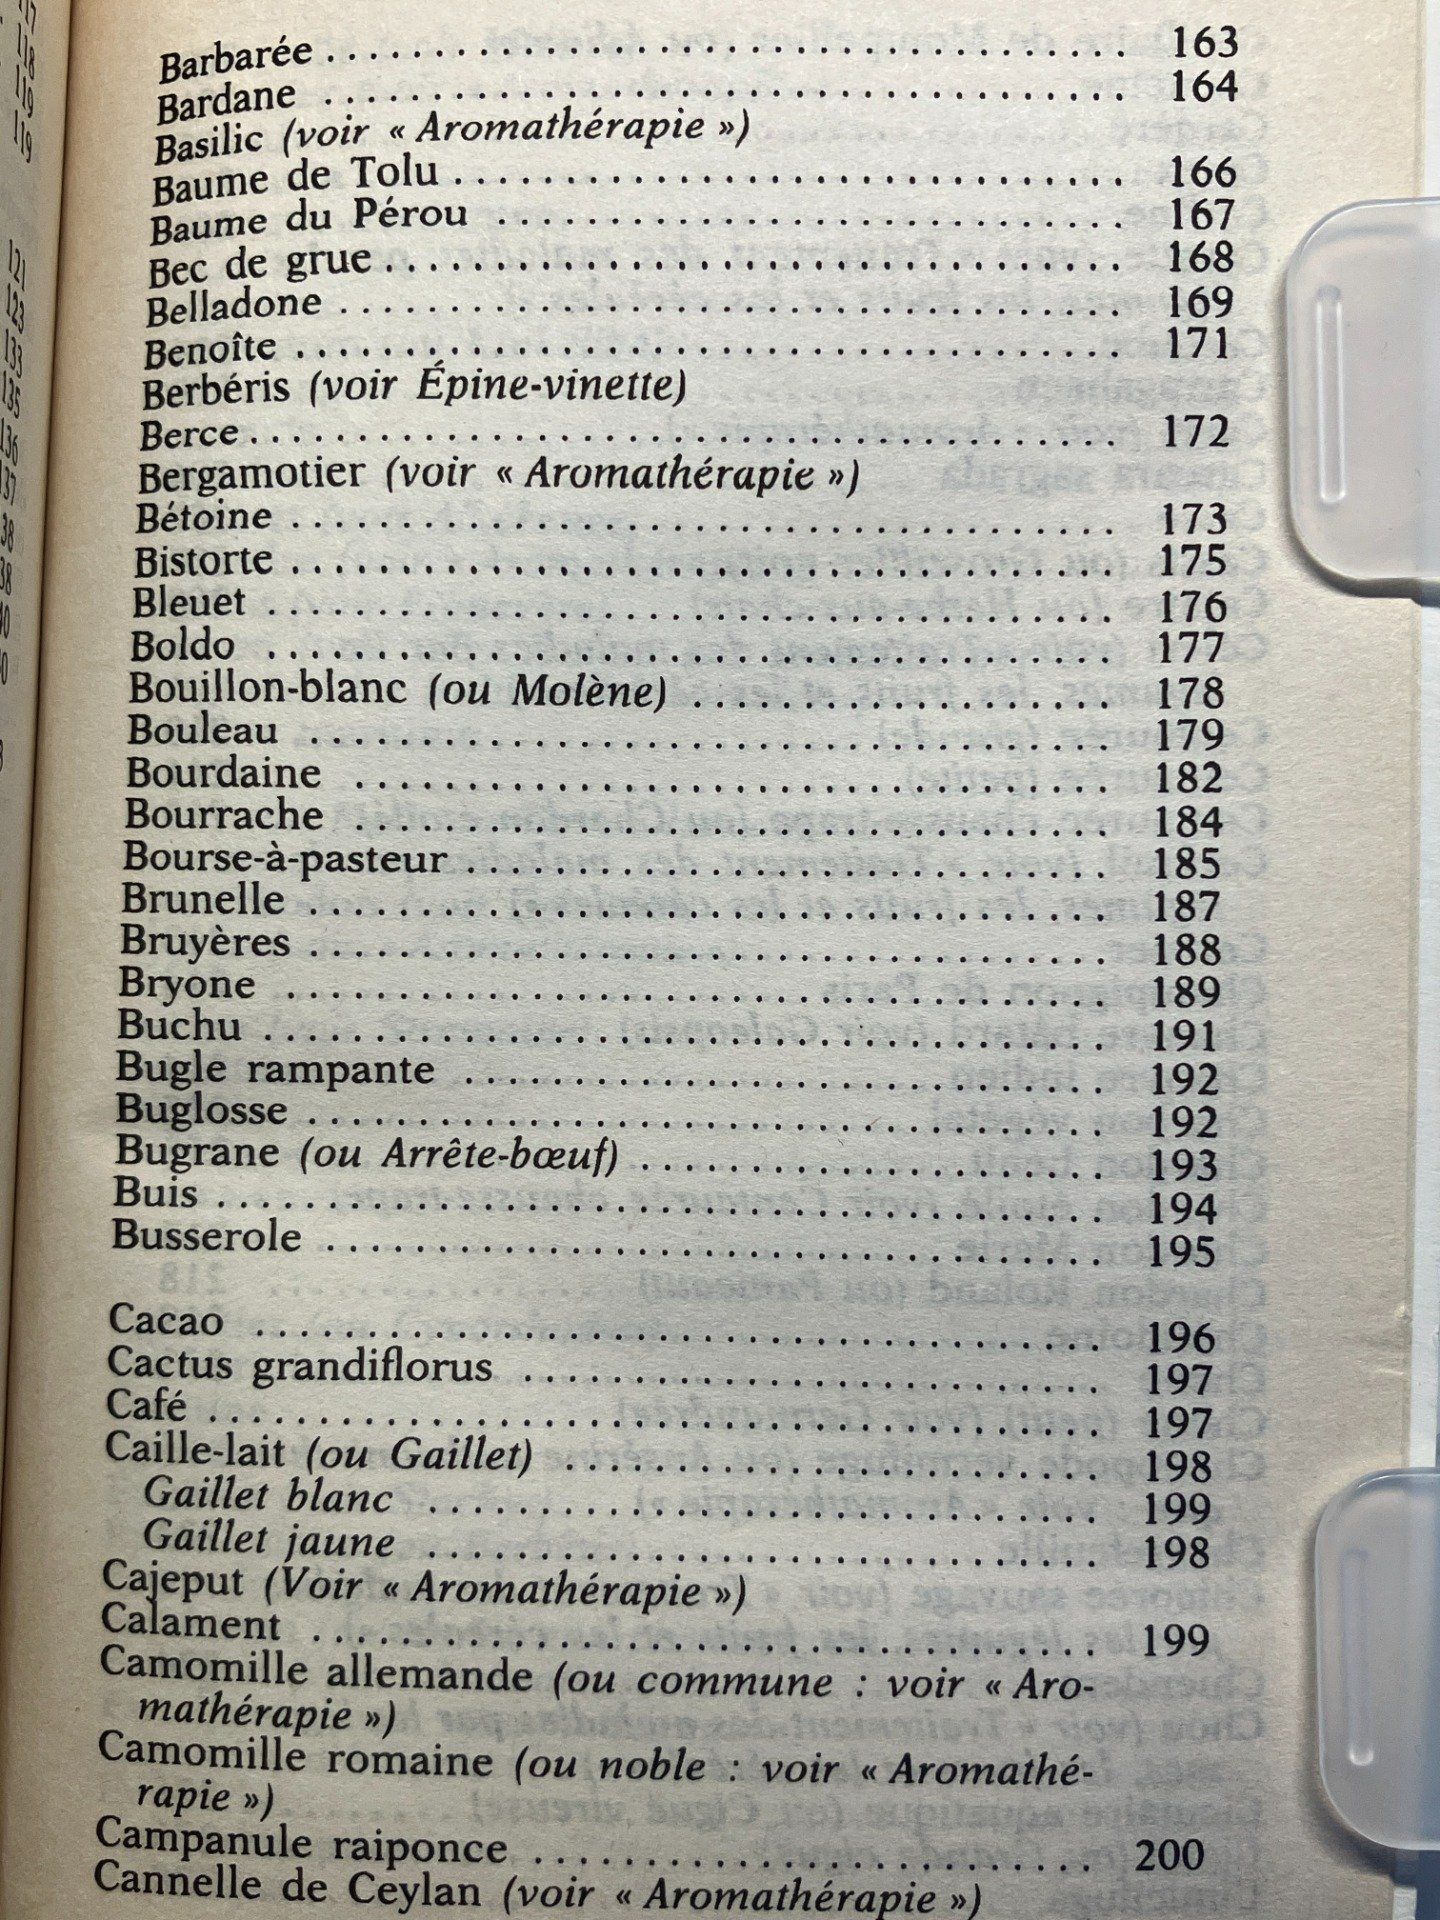 Barbarée .......... 163
Bardane .......... 164
Basilic (voir « Aromathérapie »)
Baume de Tolu .......... 166
Baume du Pérou .......... 167
Bec de grue .......... 168
Belladone .......... 169
Benoîte .......... 171
Berbéris (voir Épine-vinette)
Berce .......... 172
Bergamotier (voir « Aromathérapie »)
Bétoine .......... 173
Bistorte .......... 175
Bleuet .......... 176
Boldo .......... 177
Bouillon-blanc (ou Molène) .......... 178
Bouleau .......... 179
Bourdaine .......... 182
Bourrache .......... 184
Bourse-à-pasteur .......... 185
Brunelle .......... 187
Bruyères .......... 188
Bryone .......... 189
Buchu .......... 191
Bugle rampante .......... 192
Buglosse .......... 192
Bugrane (ou Arrête-bœuf) .......... 193
Buis .......... 194
Busserole .......... 195
Cacao .......... 196
Cactus grandiflorus .......... 197
Café .......... 197
Caille-lait (ou Gaillet) .......... 198
Gaillet blanc .......... 199
Gaillet jaune .......... 198
Cajeput (Voir « Aromathérapie »)
Calament .......... 199
Camomille allemande (ou commune : voir « Aro-
mathérapie »)
Camomille romaine (ou noble : voir « Aromathé-
rapie »)
Campanule raiponce .......... 200
Cannelle de Ceylan (voir « Aromathérapie »)